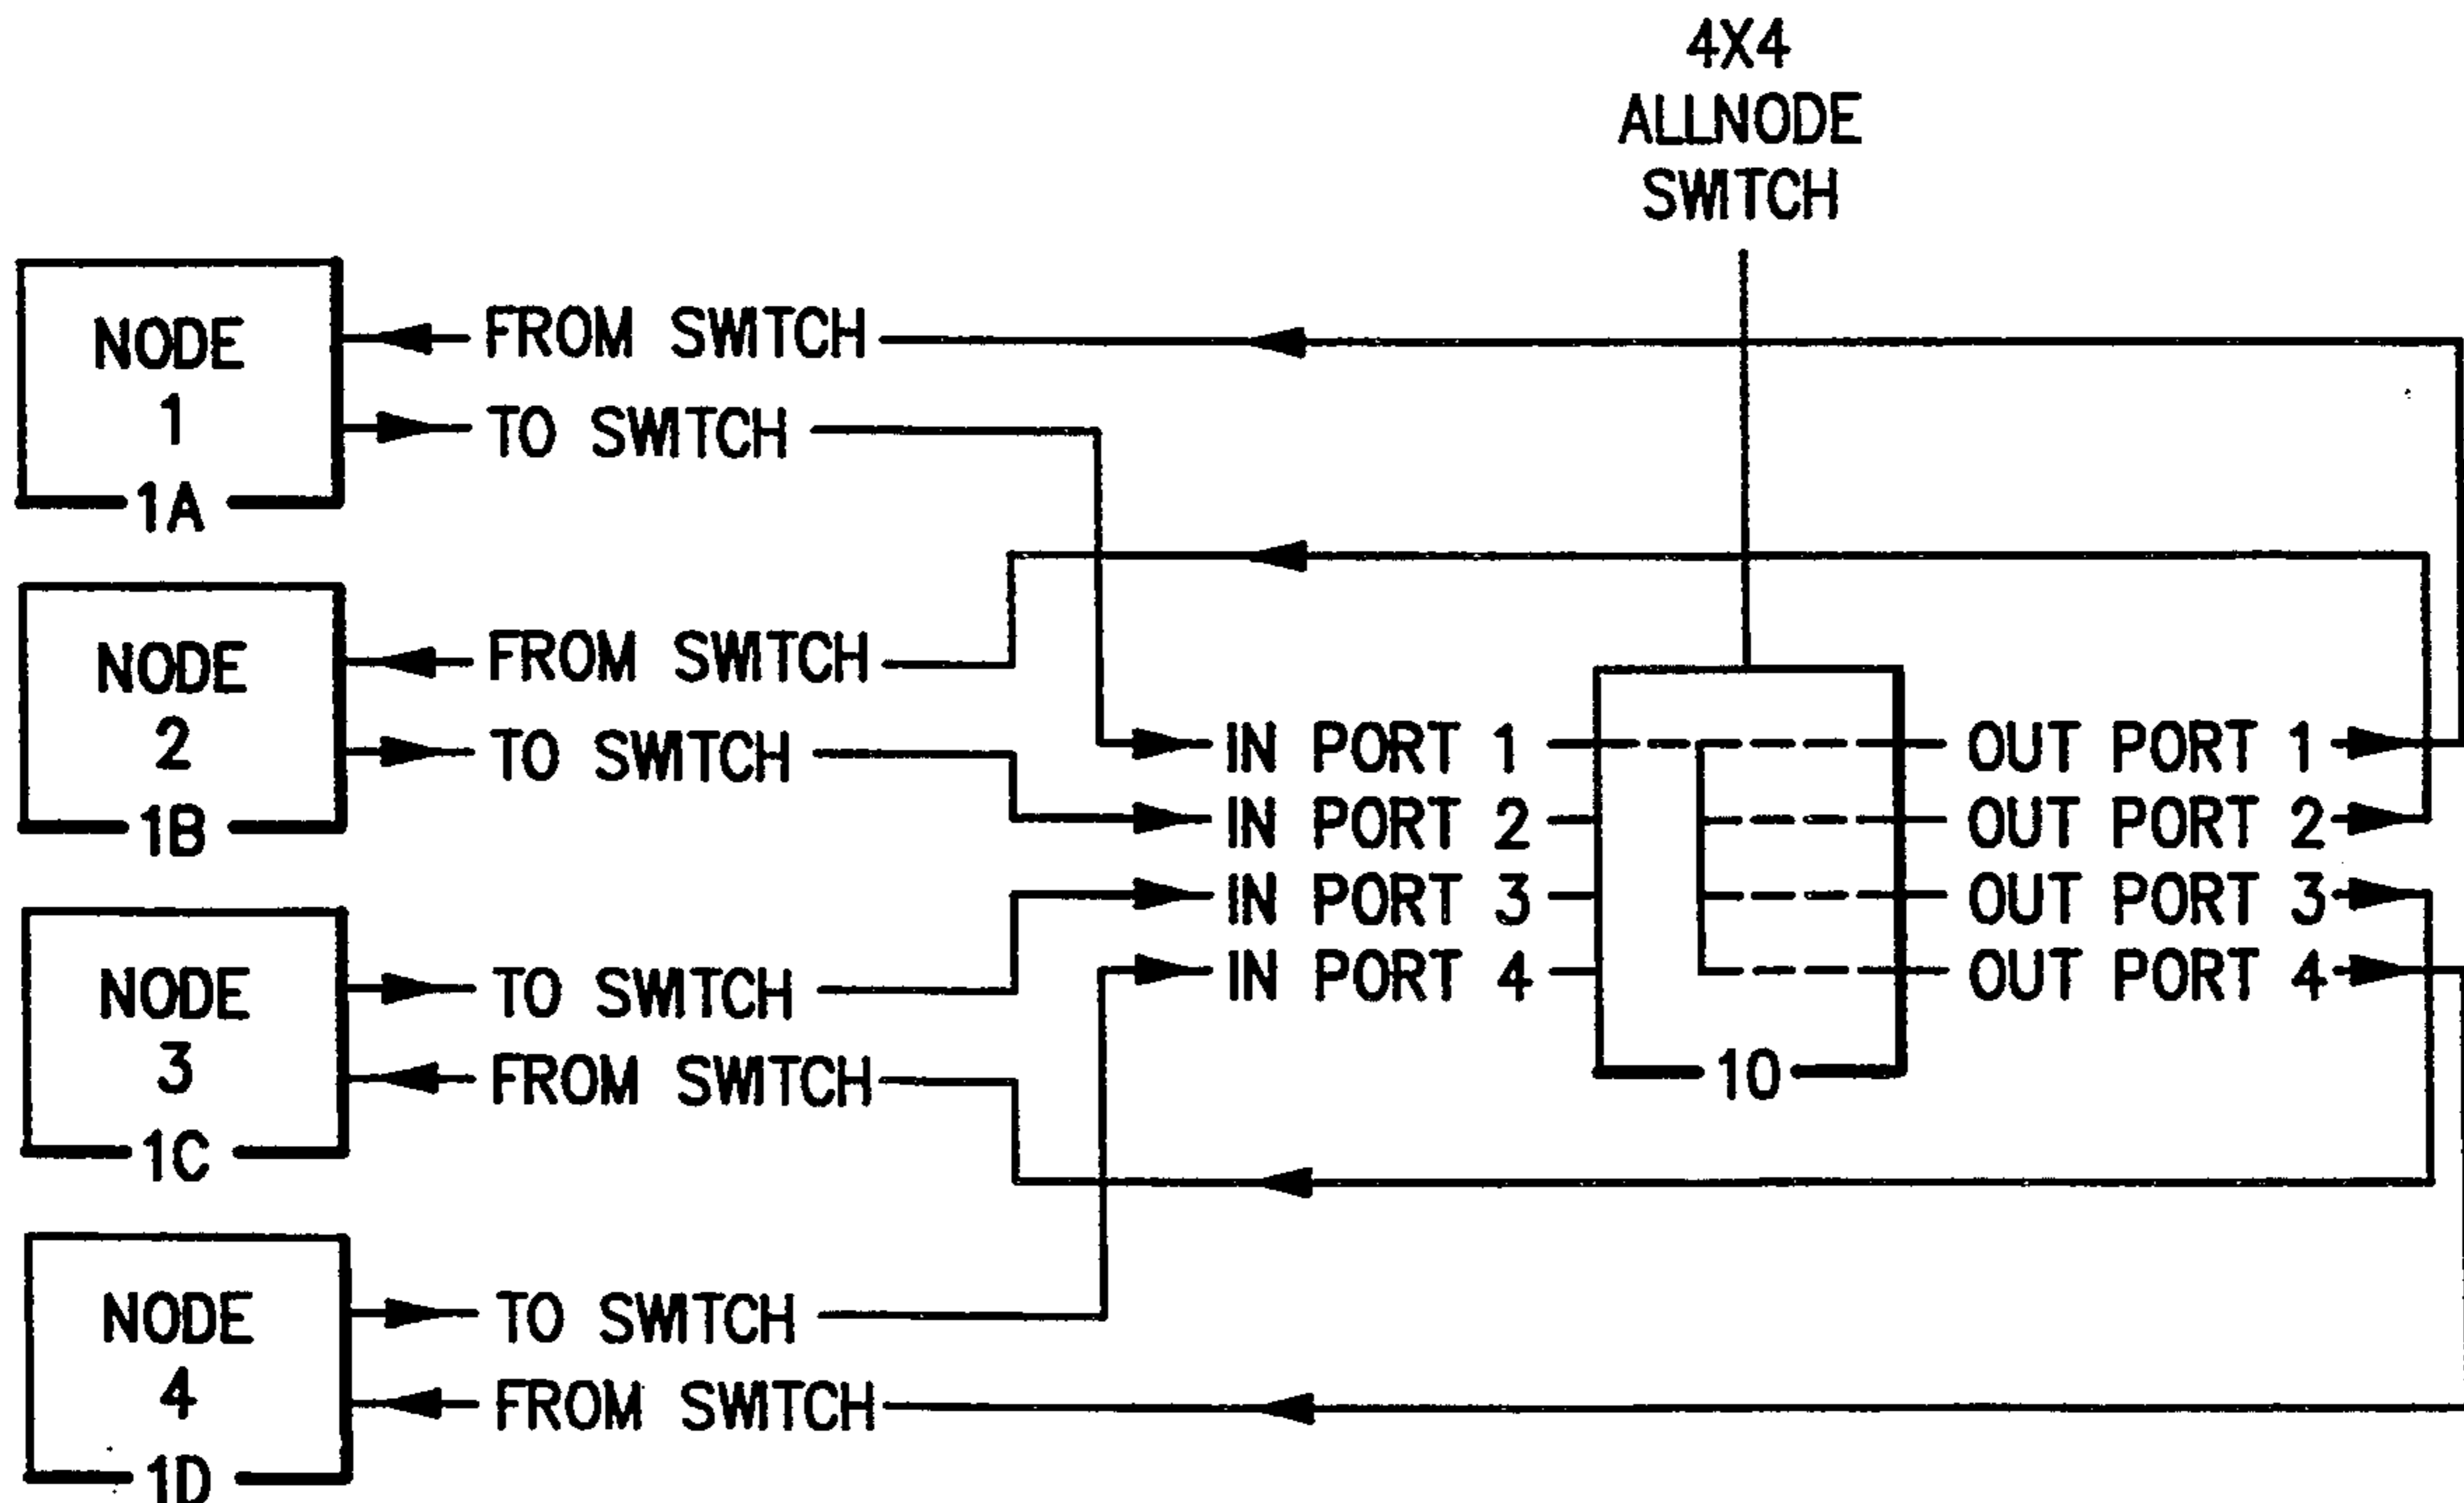 4X4
ALLNODE
SWITCH
NODE
1
1A
FROM SWITCH
TO SWITCH
NODE
2
1B
FROM SWITCH
TO SWITCH
NODE
3
1C
TO SWITCH
FROM SWITCH
NODE
4
1D
TO SWITCH
FROM SWITCH
IN PORT 1
IN PORT 2
IN PORT 3
IN PORT 4
10
OUT PORT 1
OUT PORT 2
OUT PORT 3
OUT PORT 4